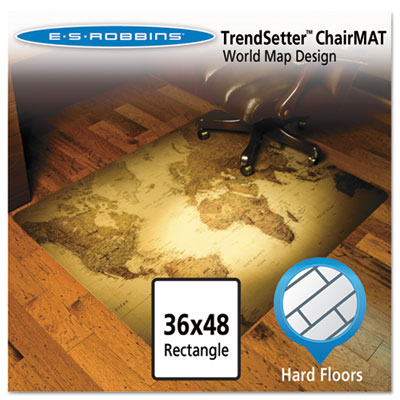 E·S·ROBBINS
TrendSetter™ ChairMAT
World Map Design
36x48
Rectangle
Hard Floors